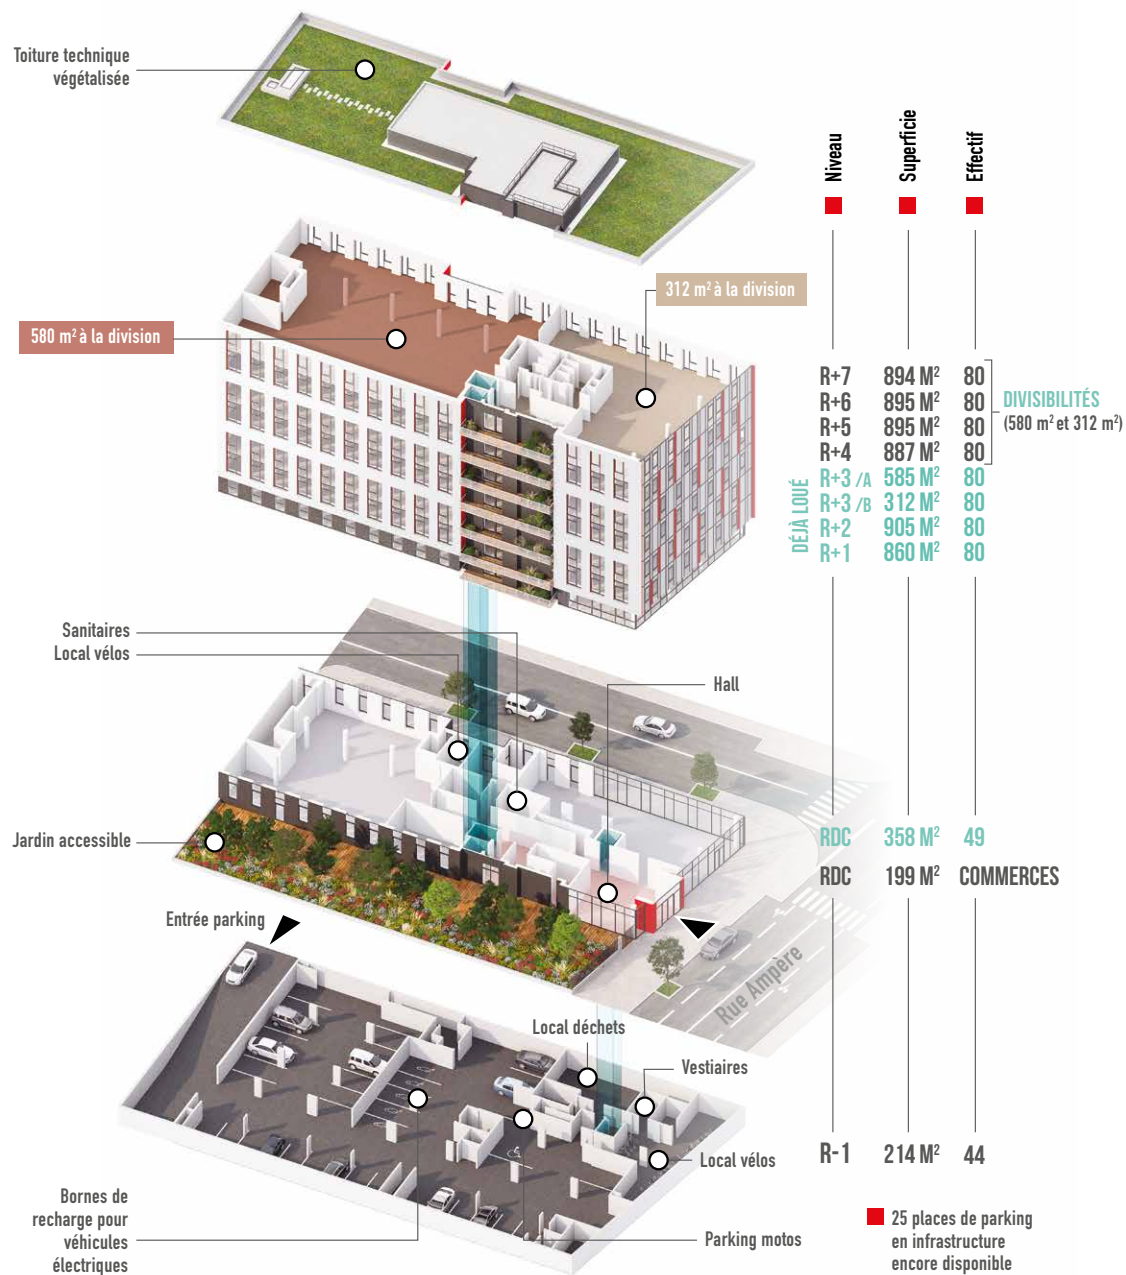 Toiture technique
végétalisée
Niveau
Superficie
Effectif
312 m² à la division
580 m² à la division
R+7 894 M² 80
R+6 895 M² 80
R+5 895 M² 80
R+4 887 M² 80
DIVISIBILITÉS
(580 m² et 312 m²)
DÉJÀ LOUÉ
R+3 /A 585 M² 80
R+3 /B 312 M² 80
R+2 905 M² 80
R+1 860 M² 80
Sanitaires
Local vélos
Hall
Jardin accessible
RDC 358 M² 49
RDC 199 M² COMMERCES
Entrée parking
Rue Ampère
Local déchets
Vestiaires
Local vélos
R-1 214 M² 44
Bornes de
recharge pour
véhicules
électriques
Parking motos
25 places de parking
en infrastructure
encore disponible